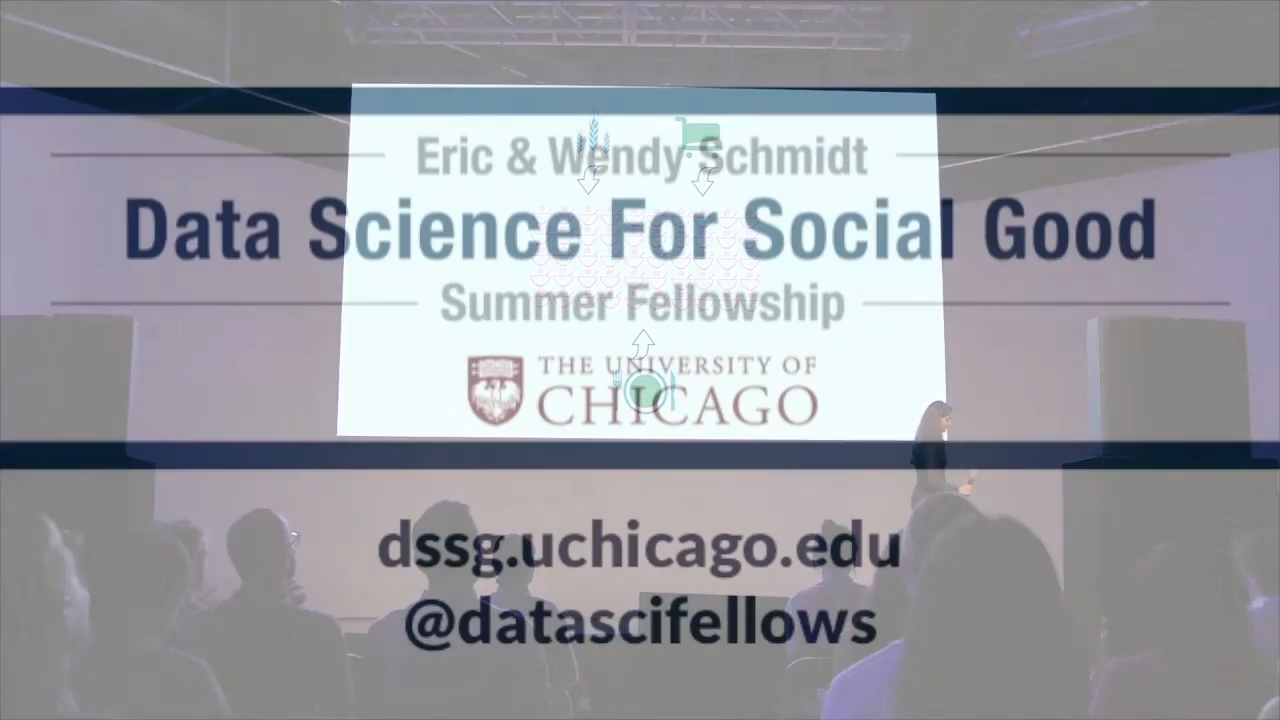 Eric & Wendy Schmidt
Data Science For Social Good
Summer Fellowship
THE UNIVERSITY OF
CHICAGO
dssg.uchicago.edu
@datascifellows